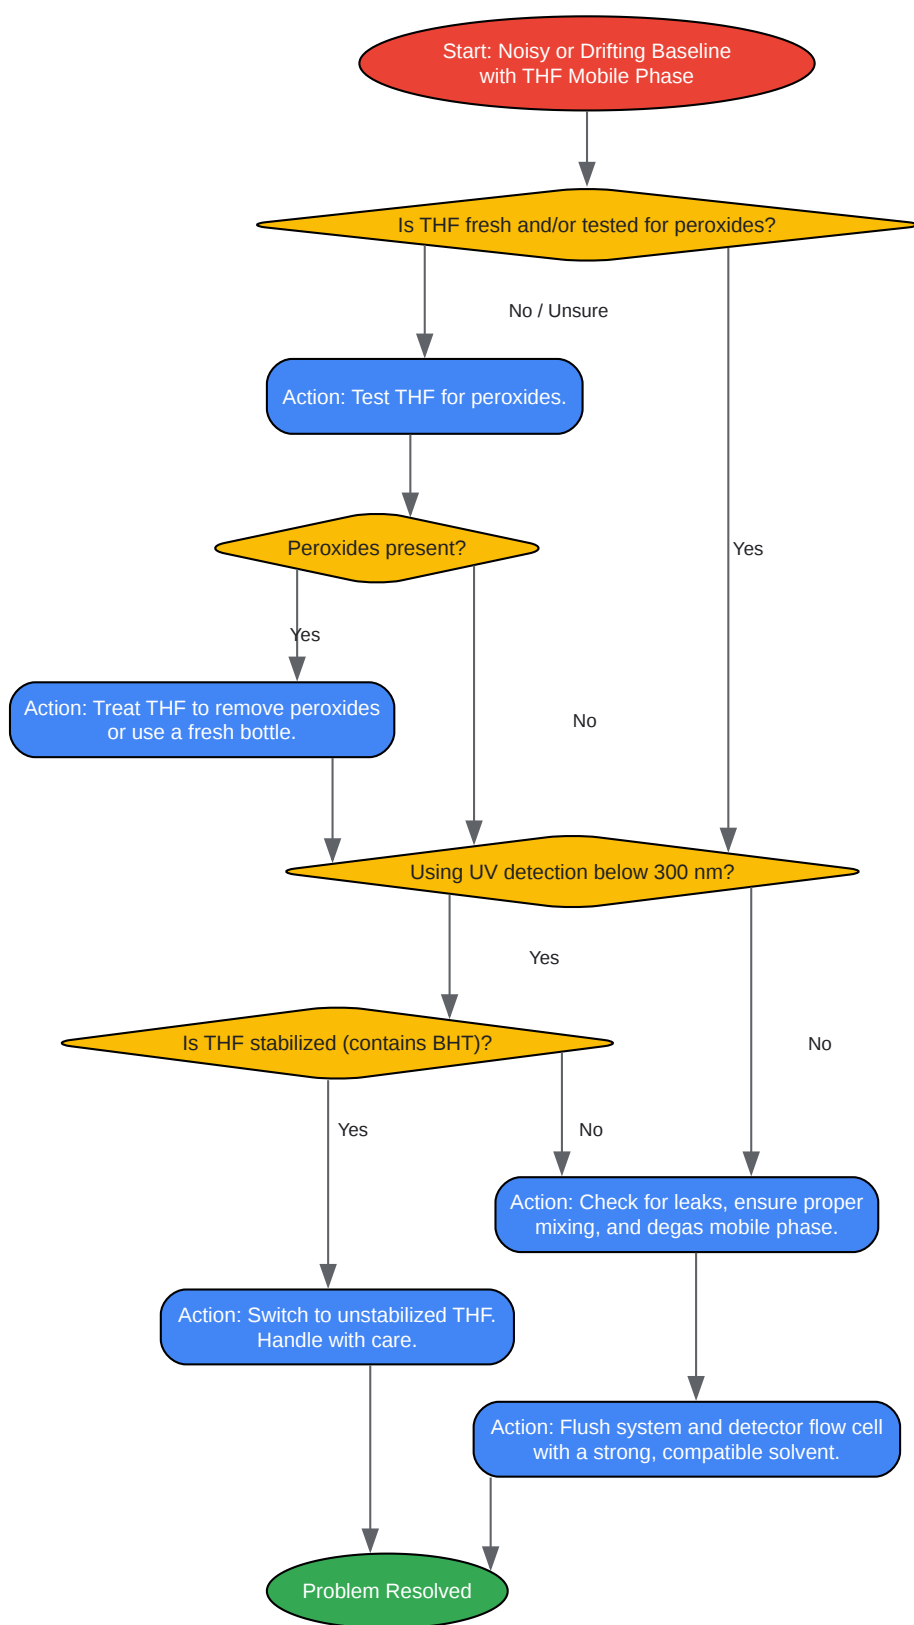 Start: Noisy or Drifting Baseline
with THF Mobile Phase
Is THF fresh and/or tested for peroxides?
No / Unsure
Action: Test THF for peroxides.
Peroxides present?
Yes
Yes
Action: Treat THF to remove peroxides
or use a fresh bottle.
No
Using UV detection below 300 nm?
Yes
Is THF stabilized (contains BHT)?
No
Yes
No
Action: Check for leaks, ensure proper
mixing, and degas mobile phase.
Action: Switch to unstabilized THF.
Handle with care.
Action: Flush system and detector flow cell
with a strong, compatible solvent.
Problem Resolved